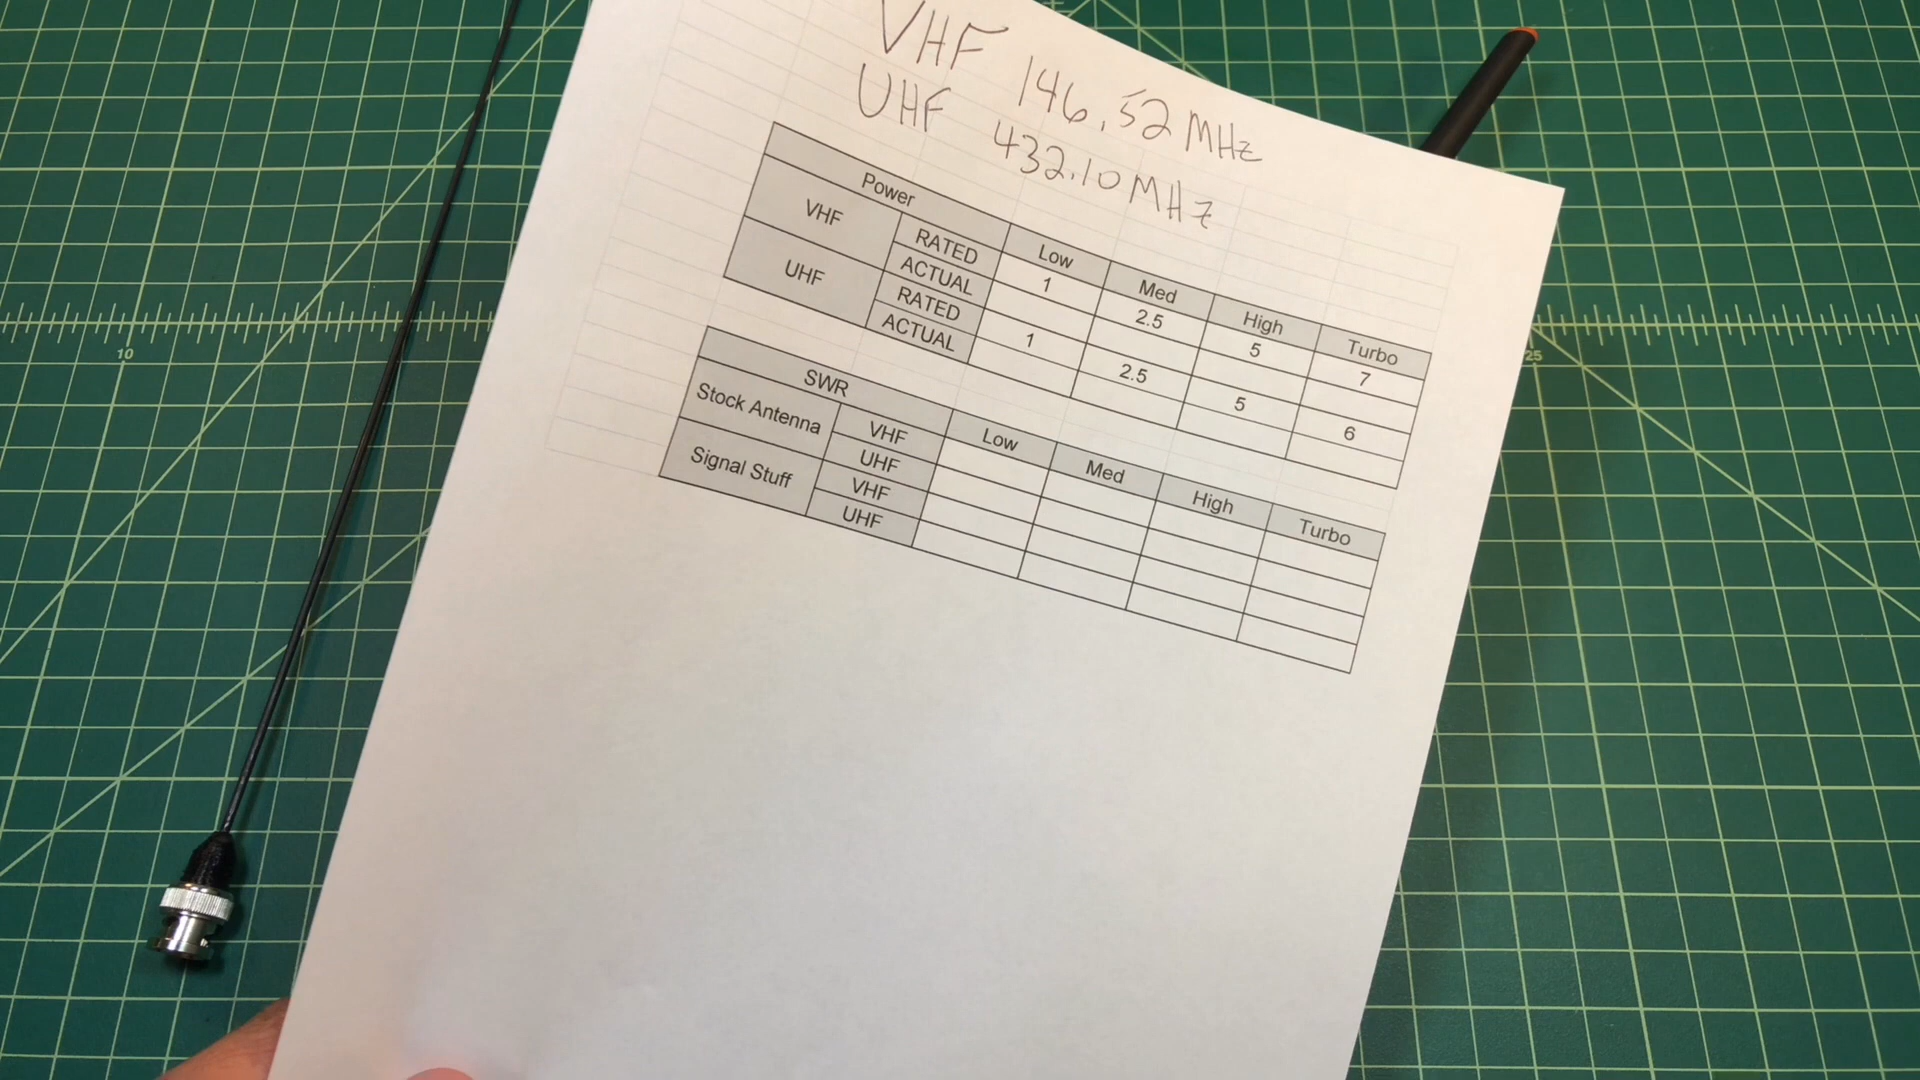 VHF 146.52 MHz
UHF 432.10 MHz
Power Low Med High Turbo
VHF RATED 1 2.5 5 7
ACTUAL
UHF RATED 1 2.5 5 6
ACTUAL
SWR Low Med High Turbo
Stock Antenna VHF
UHF
Signal Stuff VHF
UHF
10
25